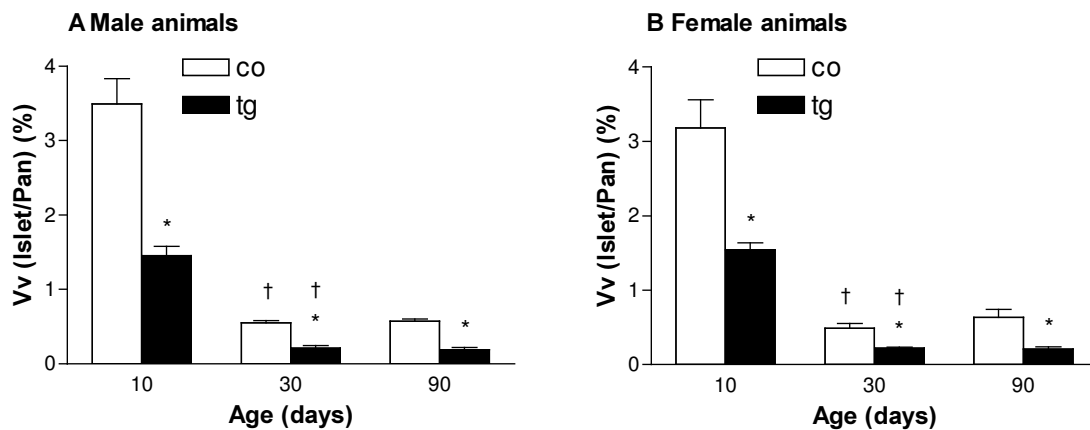 A Male animals
co
tg
Vv (Islet/Pan) (%)
4
3
2
1
0
*
† †
*
*
10 30 90
Age (days)
B Female animals
co
tg
Vv (Islet/Pan) (%)
4
3
2
1
0
*
† †
*
*
10 30 90
Age (days)